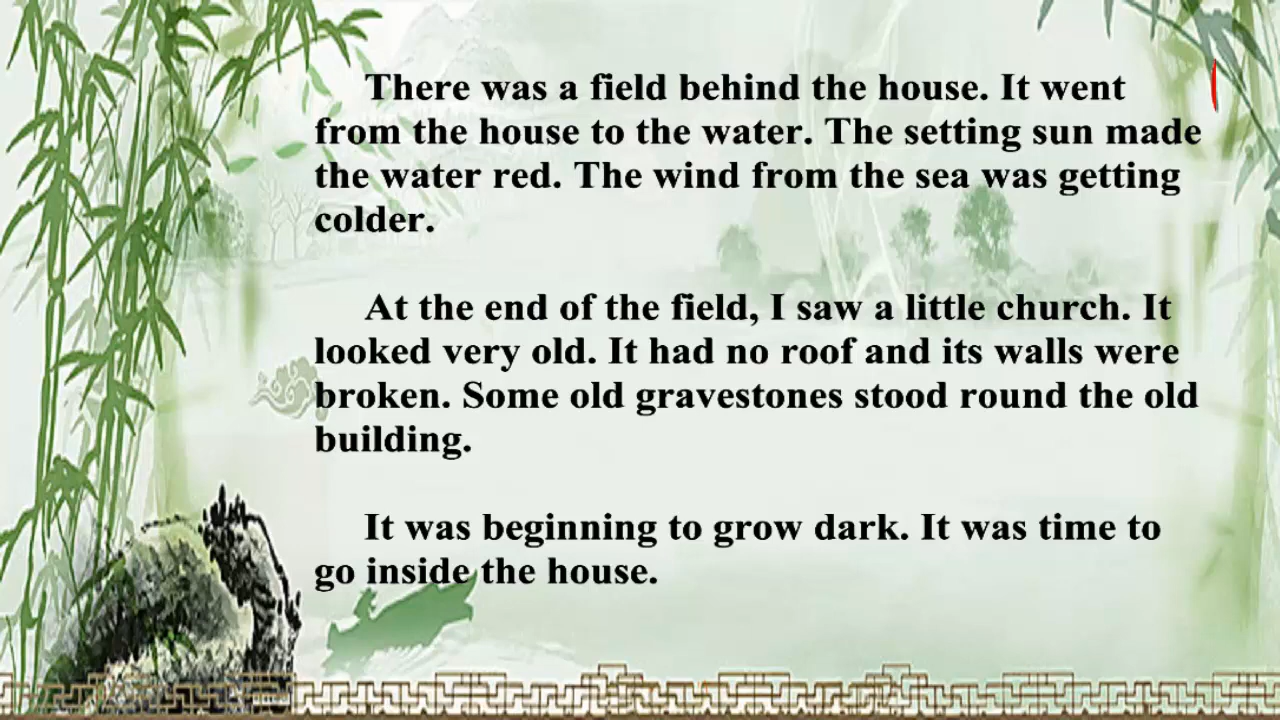 There was a field behind the house. It went
from the house to the water. The setting sun made
the water red. The wind from the sea was getting
colder.
At the end of the field, I saw a little church. It
looked very old. It had no roof and its walls were
broken. Some old gravestones stood round the old
building.
It was beginning to grow dark. It was time to
go inside the house.